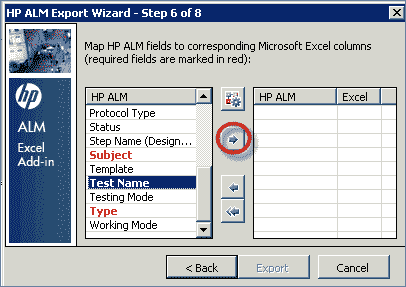 HP ALM Export Wizard - Step 6 of 8
Map HP ALM fields to corresponding Microsoft Excel columns
(required fields are marked in red):
hp
ALM
Excel
Add-in
HP ALM
Protocol Type
Status
Step Name (Design...
Subject
Template
Test Name
Testing Mode
Type
Working Mode
HP ALM Excel
< Back Export Cancel